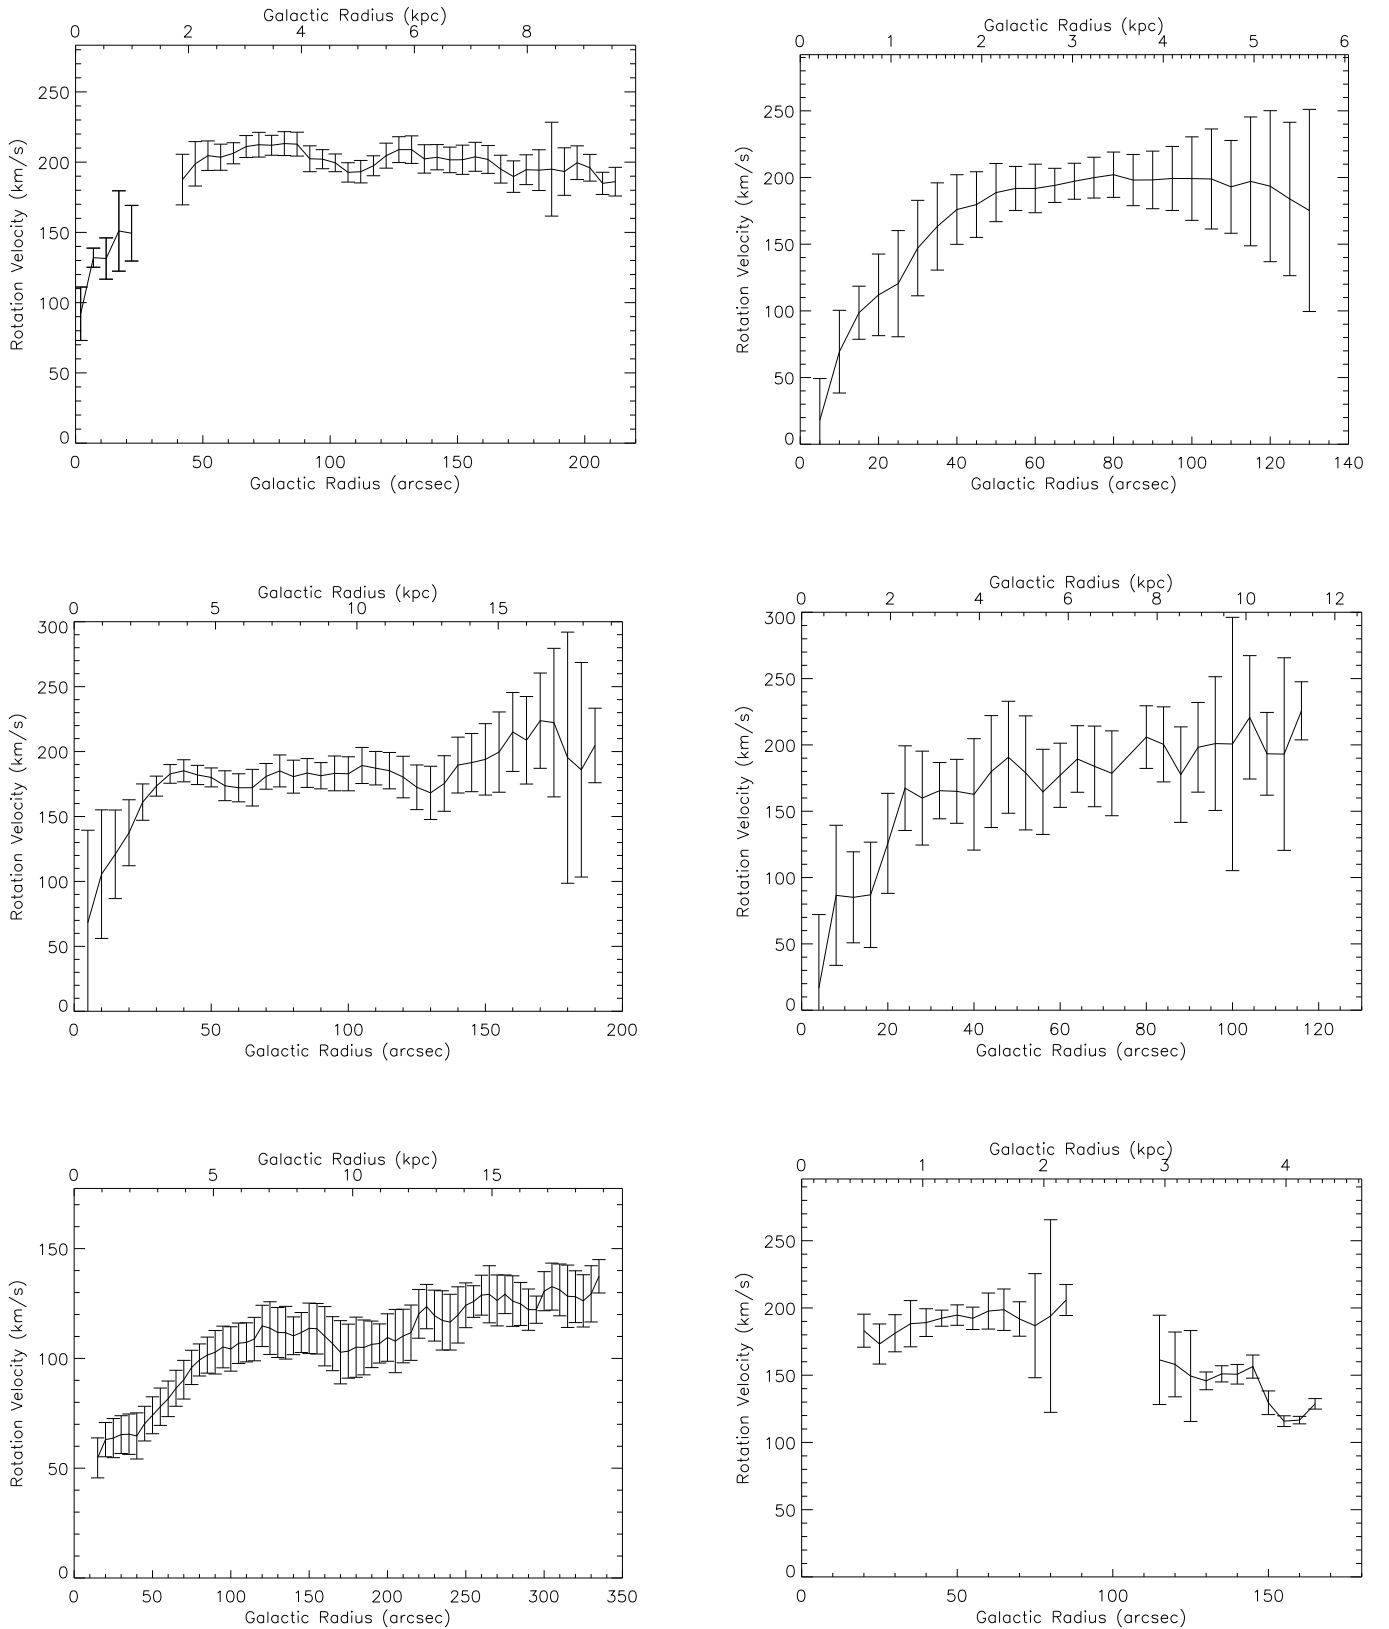 Galactic Radius (kpc)
0 2 4 6 8
250
200
150
100
50
0
Rotation Velocity (km/s)
0 50 100 150 200
Galactic Radius (arcsec)
Galactic Radius (kpc)
0 1 2 3 4 5 6
250
200
150
100
50
0
Rotation Velocity (km/s)
0 20 40 60 80 100 120 140
Galactic Radius (arcsec)
Galactic Radius (kpc)
0 5 10 15
300
250
200
150
100
50
0
Rotation Velocity (km/s)
0 50 100 150 200
Galactic Radius (arcsec)
Galactic Radius (kpc)
0 2 4 6 8 10 12
300
250
200
150
100
50
0
Rotation Velocity (km/s)
0 20 40 60 80 100 120
Galactic Radius (arcsec)
Galactic Radius (kpc)
0 5 10 15
150
100
50
0
Rotation Velocity (km/s)
0 50 100 150 200 250 300 350
Galactic Radius (arcsec)
Galactic Radius (kpc)
0 1 2 3 4
250
200
150
100
50
0
Rotation Velocity (km/s)
0 50 100 150
Galactic Radius (arcsec)